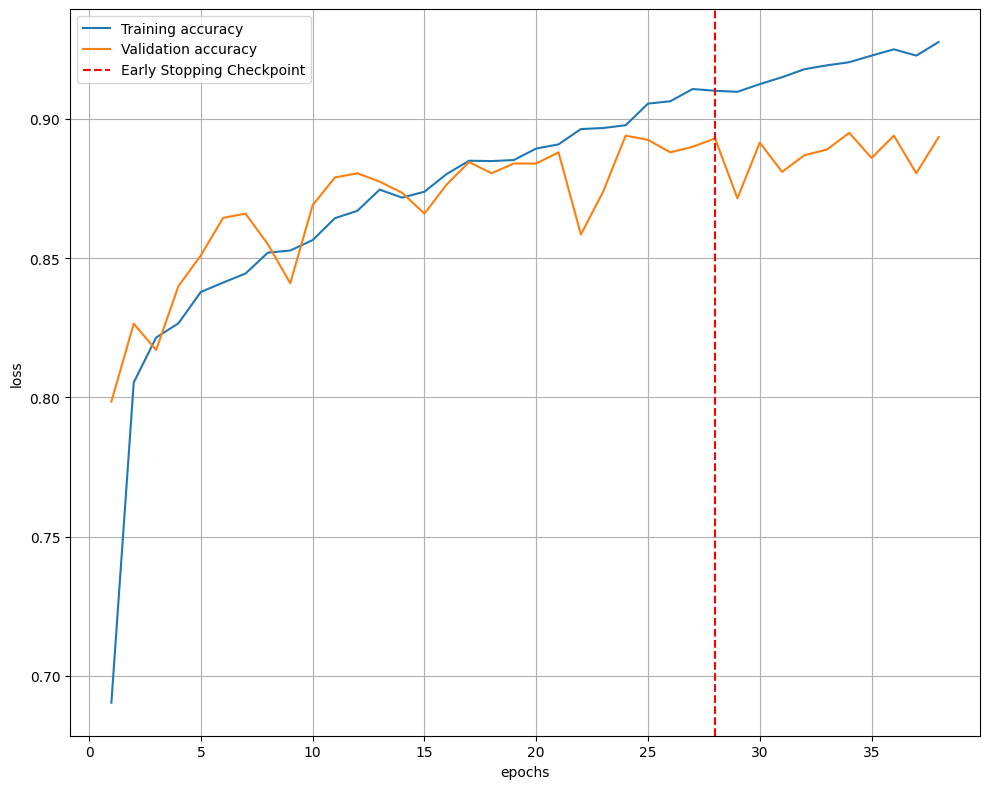 Training accuracy
Validation accuracy
Early Stopping Checkpoint
0.90
0.85
0.80
0.75
0.70
loss
0 5 10 15 20 25 30 35
epochs